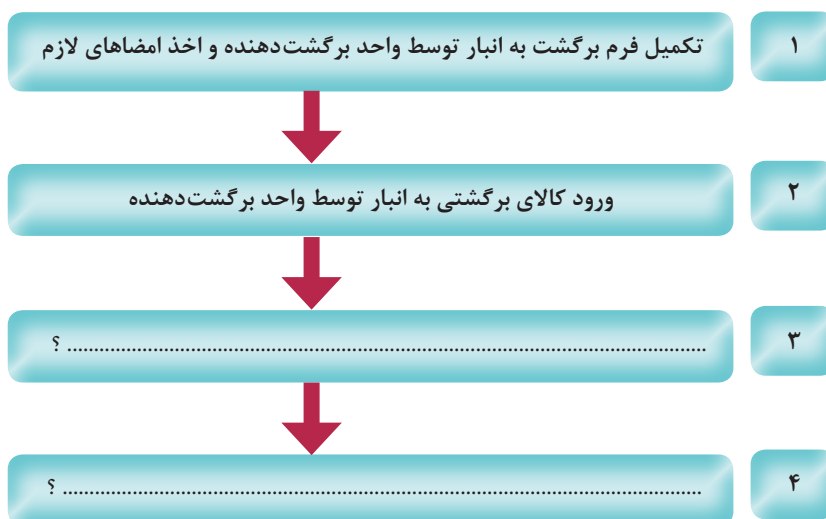 ۱ تکمیل فرم برگشت به انبار توسط واحد برگشت‌دهنده و اخذ امضاهای لازم
۲ ورود کالای برگشتی به انبار توسط واحد برگشت‌دهنده
۳ .......................................................................................................................... ؟
۴ .......................................................................................................................... ؟